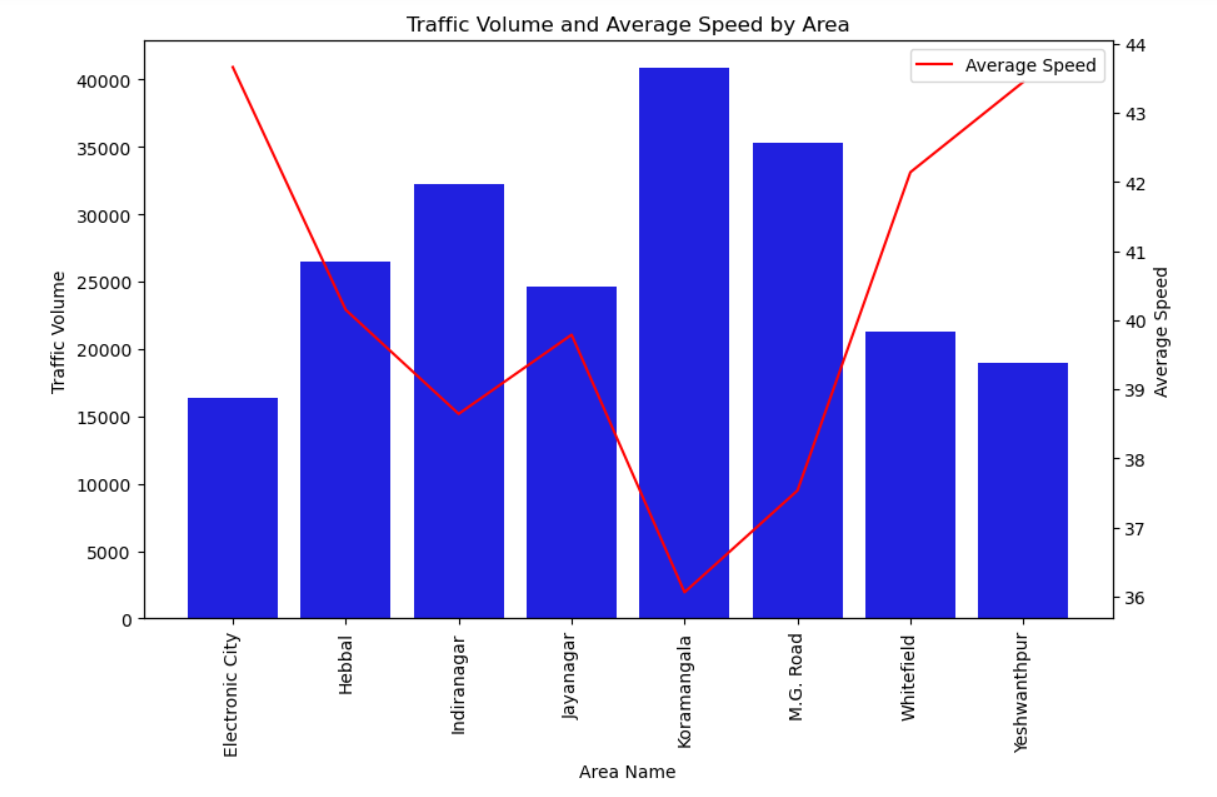 Traffic Volume and Average Speed by Area
Average Speed
40000
35000
30000
25000
20000
15000
10000
5000
0
Traffic Volume
44
43
42
41
40
39
38
37
36
Average Speed
Electronic City
Hebbal
Indiranagar
Jayanagar
Koramangala
M.G. Road
Whitefield
Yeshwanthpur
Area Name